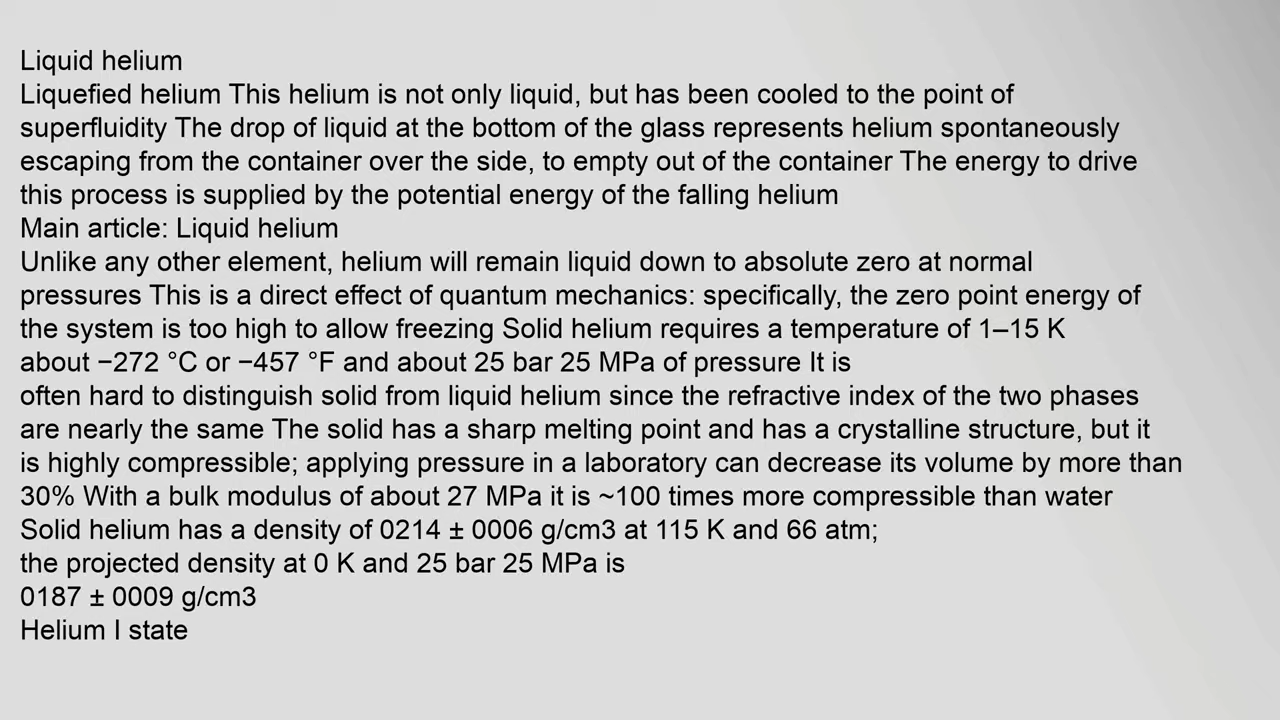 Liquid helium
Liquefied helium This helium is not only liquid, but has been cooled to the point of
superfluidity The drop of liquid at the bottom of the glass represents helium spontaneously
escaping from the container over the side, to empty out of the container The energy to drive
this process is supplied by the potential energy of the falling helium
Main article: Liquid helium
Unlike any other element, helium will remain liquid down to absolute zero at normal
pressures This is a direct effect of quantum mechanics: specifically, the zero point energy of
the system is too high to allow freezing Solid helium requires a temperature of 1–15 K
about −272 °C or −457 °F and about 25 bar 25 MPa of pressure It is
often hard to distinguish solid from liquid helium since the refractive index of the two phases
are nearly the same The solid has a sharp melting point and has a crystalline structure, but it
is highly compressible; applying pressure in a laboratory can decrease its volume by more than
30% With a bulk modulus of about 27 MPa it is ~100 times more compressible than water
Solid helium has a density of 0214 ± 0006 g/cm3 at 115 K and 66 atm;
the projected density at 0 K and 25 bar 25 MPa is
0187 ± 0009 g/cm3
Helium I state